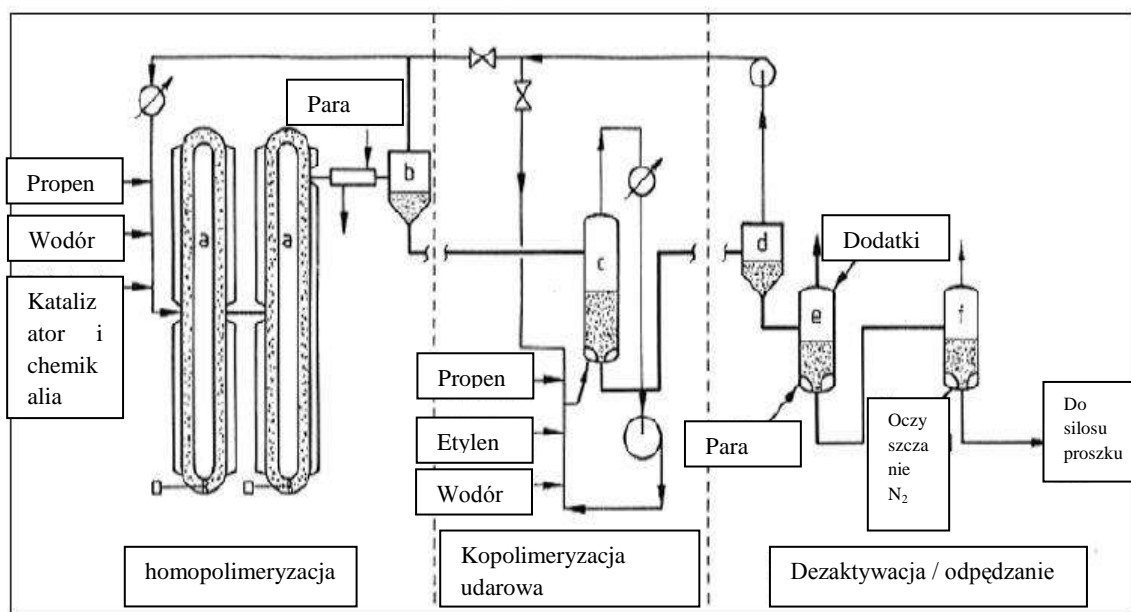 Para
Propen
Wodór
Kataliz
ator i
chemik
alia
a
a
b
homopolimeryzacja
c
Propen
Etylen
Wodór
Kopolimeryzacja
udarowa
d
Dodatki
e
f
Para
Oczy
szcza
nie
N₂
Do
silosu
proszku
Dezaktywacja / odpędzanie